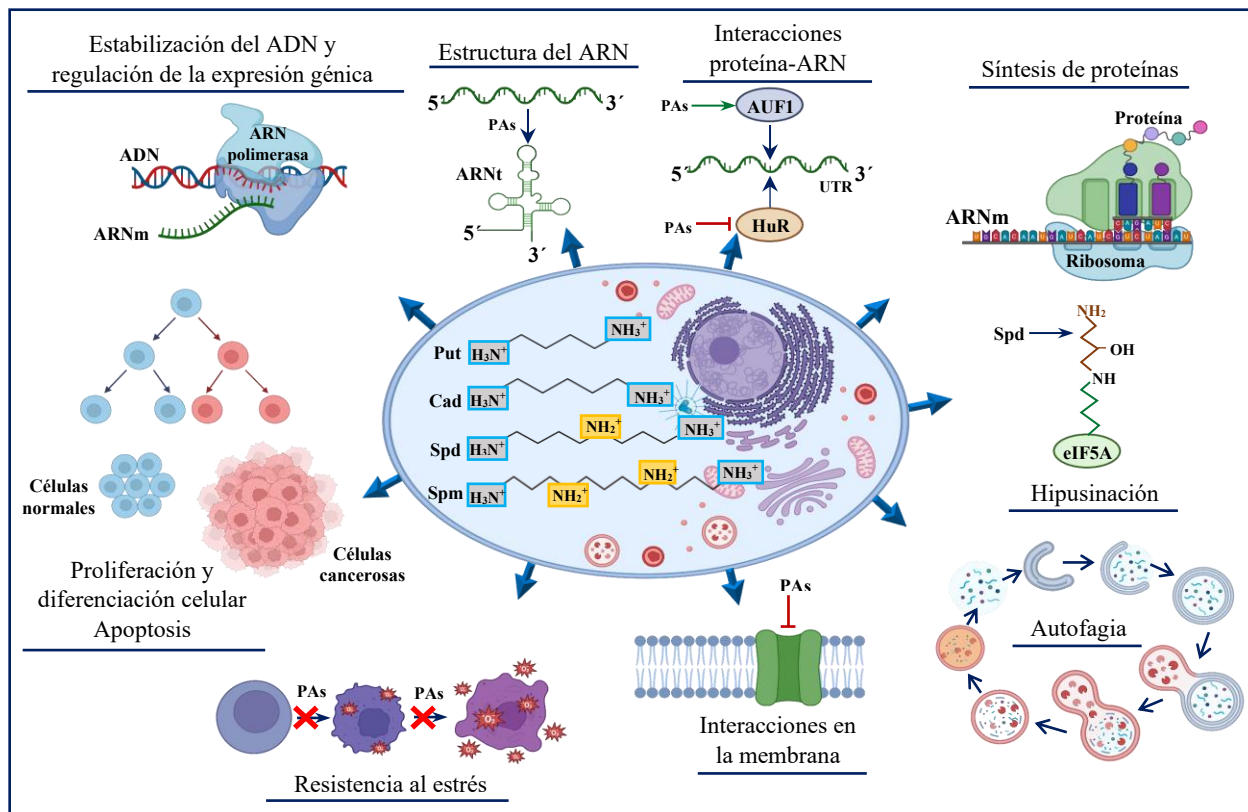 Estabilización del ADN y
regulación de la expresión génica
ARN
polimerasa
ADN
ARNm
Estructura del ARN
5´
3´
PAs
ARNt
5´
3´
Interacciones
proteína-ARN
PAs
AUF1
5´
3´
UTR
PAs
HuR
Síntesis de proteínas
Proteína
ARNm
Ribosoma
Put
H₃N⁺
NH₃⁺
Cad
H₃N⁺
NH₃⁺
Spd
H₃N⁺
NH₂⁺
NH₃⁺
Spm
H₃N⁺
NH₂⁺
NH₂⁺
NH₃⁺
NH₂
Spd
OH
NH
eIF5A
Hipusinación
Células
normales
Células
cancerosas
Proliferación y
diferenciación celular
Apoptosis
PAs
PAs
Resistencia al estrés
PAs
Interacciones en
la membrana
Autofagia